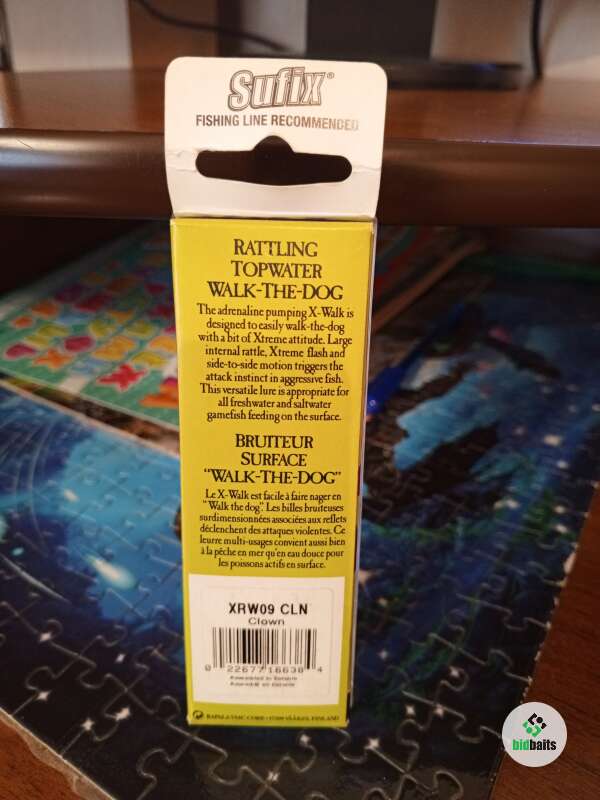 Sufix®
FISHING LINE RECOMMENDED
RATTLING
TOPWATER
WALK-THE-DOG
The adrenaline pumping X-Walk is
designed to easily walk-the-dog
with a bit of Xtreme attitude. Large
internal rattle, Xtreme flash and
side-to-side motion triggers the
attack instinct in aggressive fish.
This versatile lure is appropriate for
all freshwater and saltwater
gamefish feeding on the surface.
BRUITEUR
SURFACE
"WALK-THE-DOG"
Le X-Walk est facile à faire nager en
"Walk the dog". Les billes bruiteuses
surdimensionnées associées aux reflets
déclenchent des attaques violentes. Ce
leurre multi-usages convient aussi bien
à la pêche en mer qu'en eau douce pour
les poissons actifs en surface.
XRW09 CLN
Clown
0 22677 16638 4
RAPALA VMC CORP. FINLAND
bidbaits